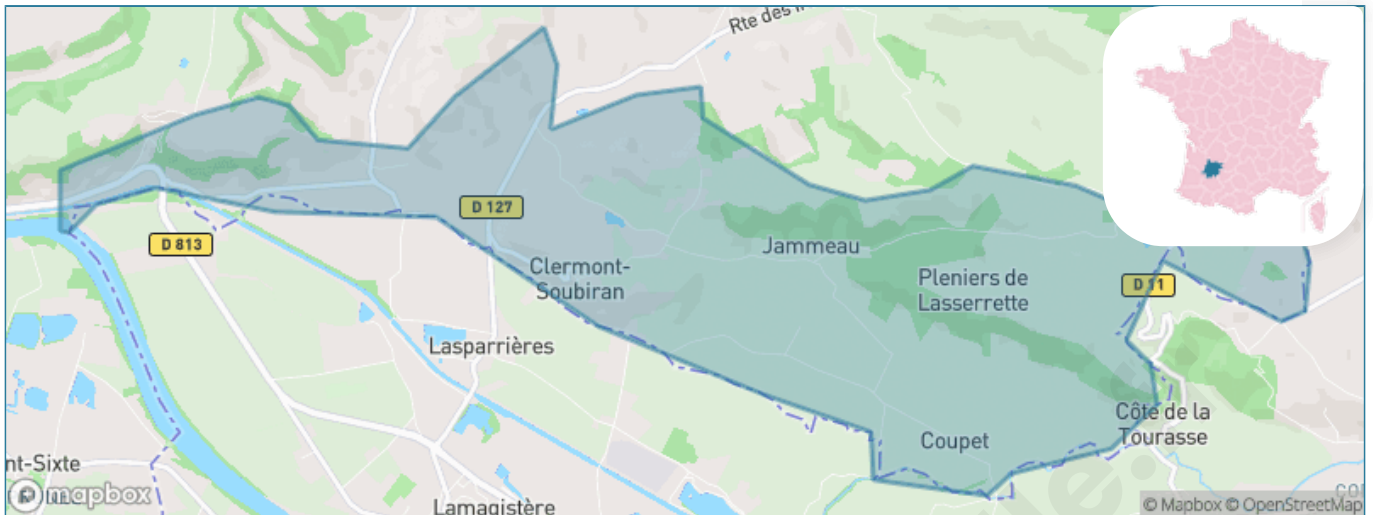 Rte des
D 127
D 813
Clermont-
Soubiran
Jammeau
Pleniers de
Lasserrette
D 11
Lasparrières
Côte de la
Tourasse
Coupet
nt-Sixte
Lamagistère
mapbox
© Mapbox © OpenStreetMap